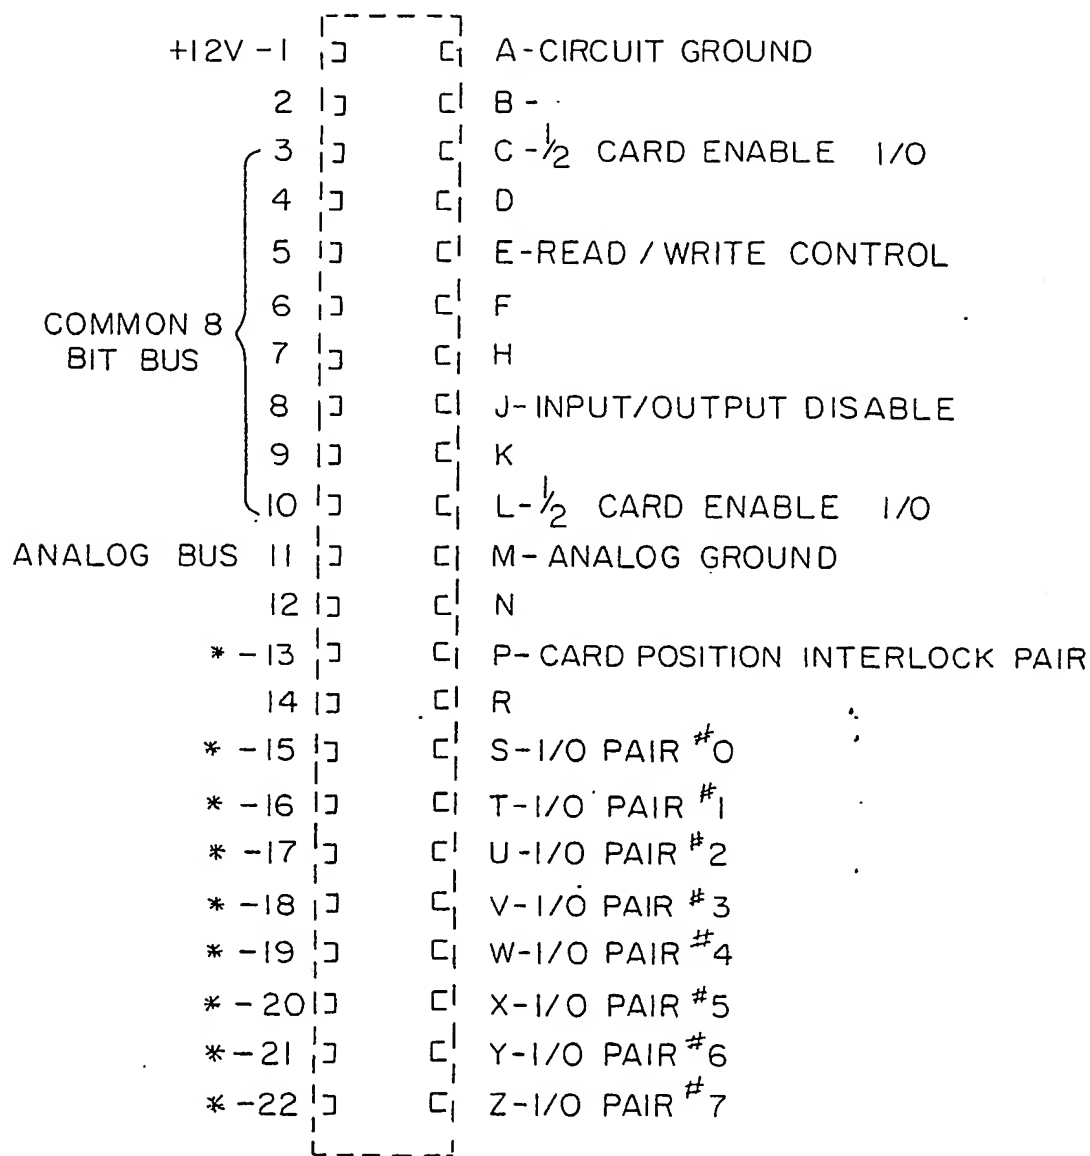 +12V -1 A-CIRCUIT GROUND
2 B-
3 C-1/2 CARD ENABLE I/O
4 D
5 E-READ / WRITE CONTROL
6 F
COMMON 8
BIT BUS
7 H
8 J-INPUT/OUTPUT DISABLE
9 K
10 L-1/2 CARD ENABLE I/O
ANALOG BUS 11 M-ANALOG GROUND
12 N
* -13 P-CARD POSITION INTERLOCK PAIR
14 R
* -15 S-I/O PAIR #0
* -16 T-I/O PAIR #1
* -17 U-I/O PAIR #2
* -18 V-I/O PAIR #3
* -19 W-I/O PAIR #4
* -20 X-I/O PAIR #5
* -21 Y-I/O PAIR #6
* -22 Z-I/O PAIR #7